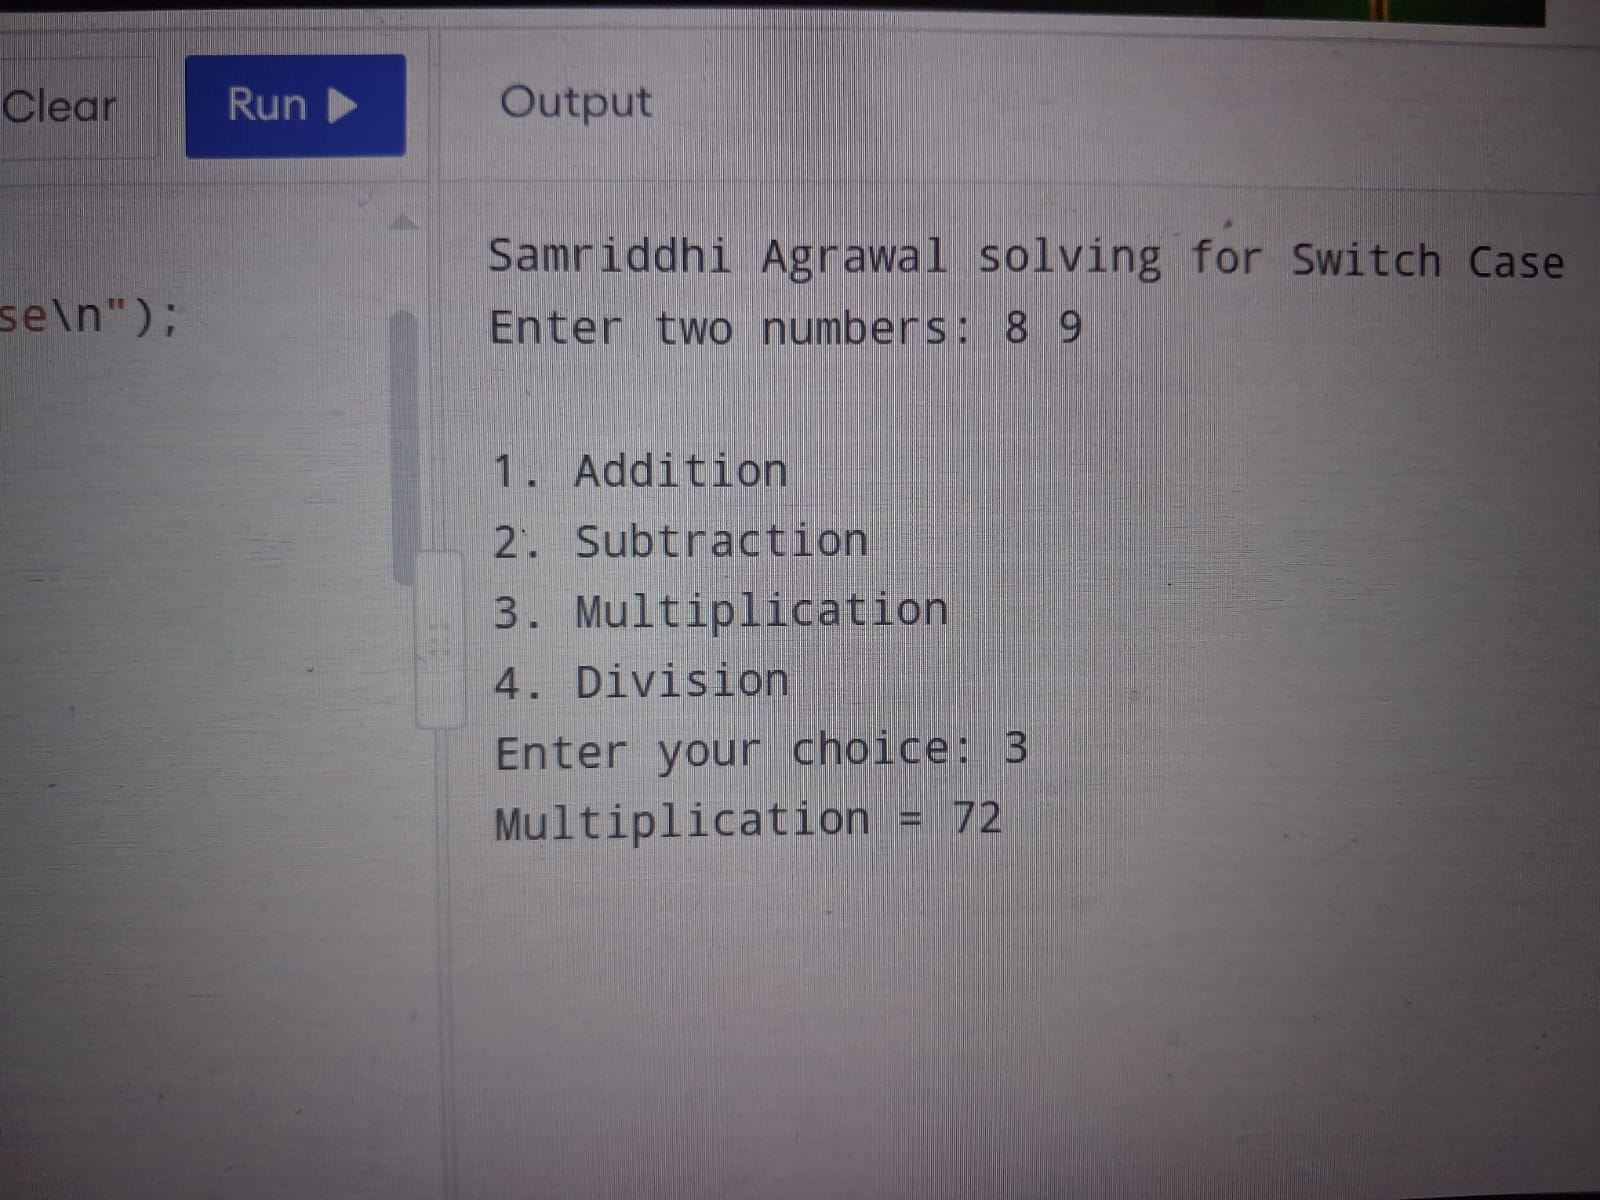 Clear
Run
Output
se\n");
Samriddhi Agrawal solving for Switch Case
Enter two numbers: 8 9
1. Addition
2. Subtraction
3. Multiplication
4. Division
Enter your choice: 3
Multiplication = 72